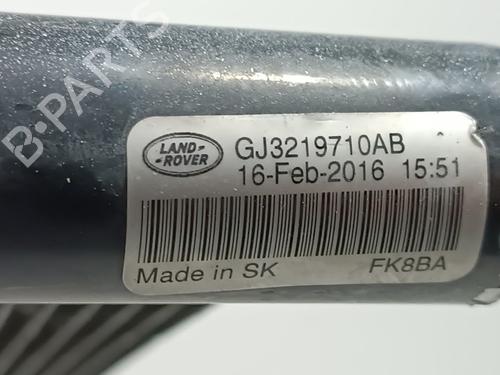 B-PARTS
LAND-
-ROVER
GJ3219710AB
16-Feb-2016 15:51
Made in SK
FK8BA